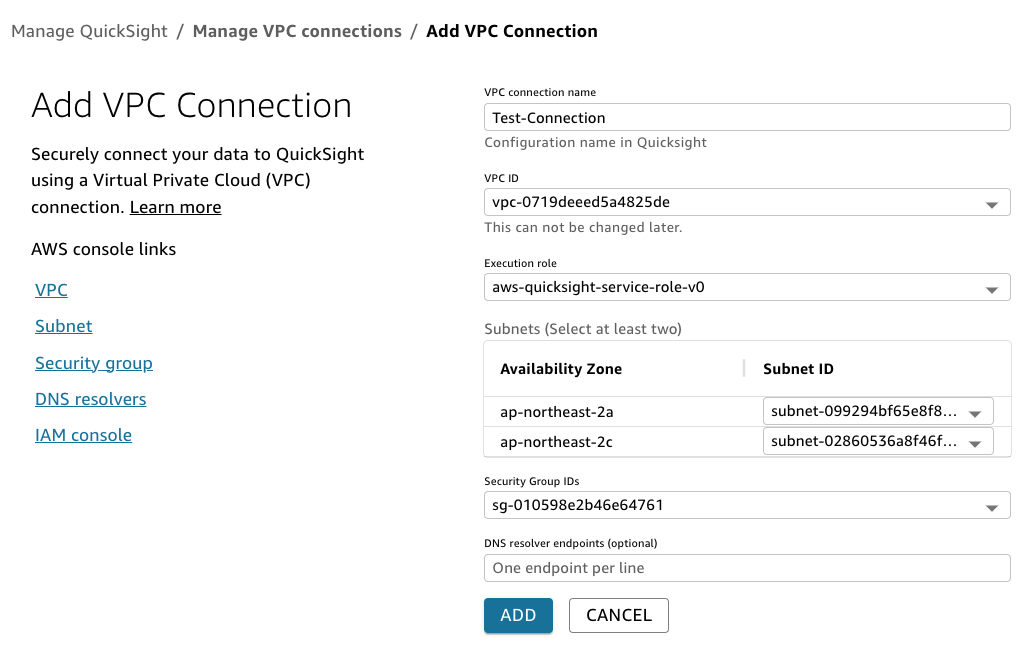 Manage QuickSight / Manage VPC connections / Add VPC Connection
Add VPC Connection
Securely connect your data to QuickSight
using a Virtual Private Cloud (VPC)
connection. Learn more
AWS console links
VPC
Subnet
Security group
DNS resolvers
IAM console
VPC connection name
Test-Connection
Configuration name in Quicksight
VPC ID
vpc-0719deeed5a4825de
This can not be changed later.
Execution role
aws-quicksight-service-role-v0
Subnets (Select at least two)
Availability Zone | Subnet ID
ap-northeast-2a subnet-099294bf65e8f8...
ap-northeast-2c subnet-02860536a8f46f...
Security Group IDs
sg-010598e2b46e64761
DNS resolver endpoints (optional)
One endpoint per line
ADD CANCEL